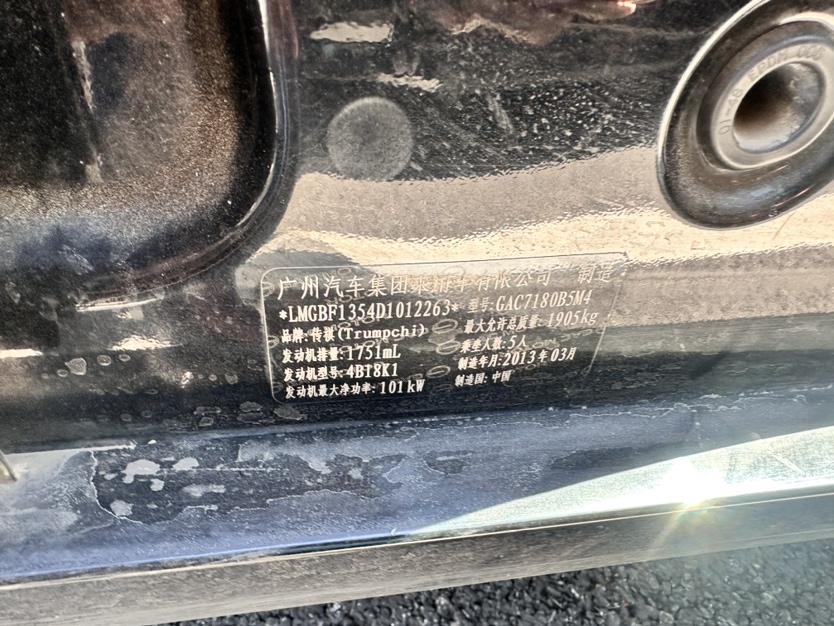 广州汽车集团乘用车有限公司 制造
*LMGBF1354D1012263* 型号:GAC7180B5M4
品牌:传祺(Trumpchi) 最大允许总质量:1905kg
发动机排量:1751mL 乘坐人数:5人
发动机型号:4B18K1 制造年月:2013年03月
发动机最大净功率:101kW 制造国:中国